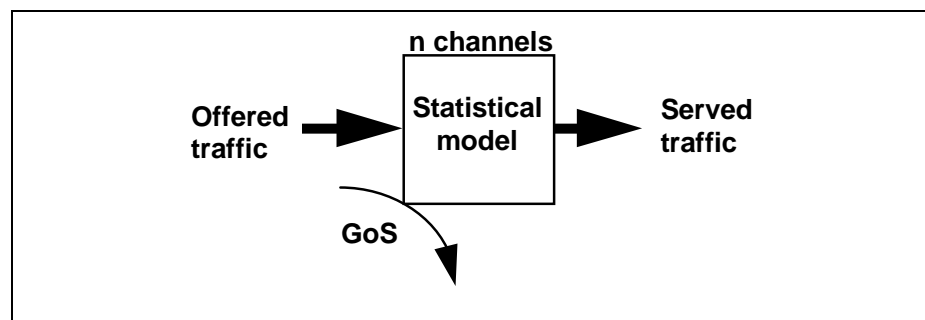 n channels
Offered
traffic
Statistical
model
Served
traffic
GoS